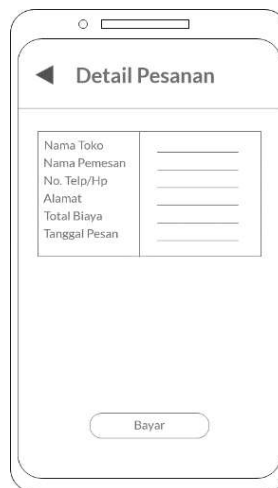 Detail Pesanan
Nama Toko
Nama Pemesan
No. Telp/Hp
Alamat
Total Biaya
Tanggal Pesan
Bayar